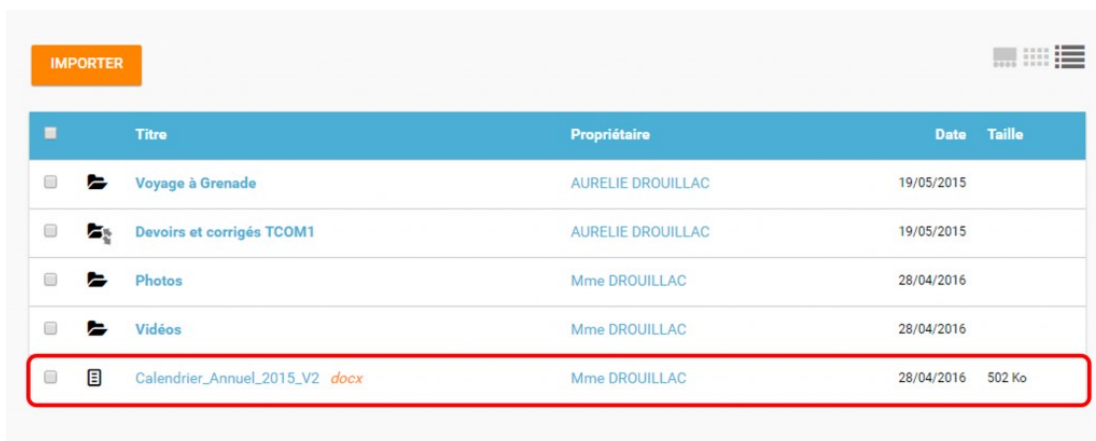 IMPORTER
Titre Propriétaire Date Taille
Voyage à Grenade AURELIE DROUILLAC 19/05/2015
Devoirs et corrigés TCOM1 AURELIE DROUILLAC 19/05/2015
Photos Mme DROUILLAC 28/04/2016
Vidéos Mme DROUILLAC 28/04/2016
Calendrier_Annuel_2015_V2 docx Mme DROUILLAC 28/04/2016 502 Ko